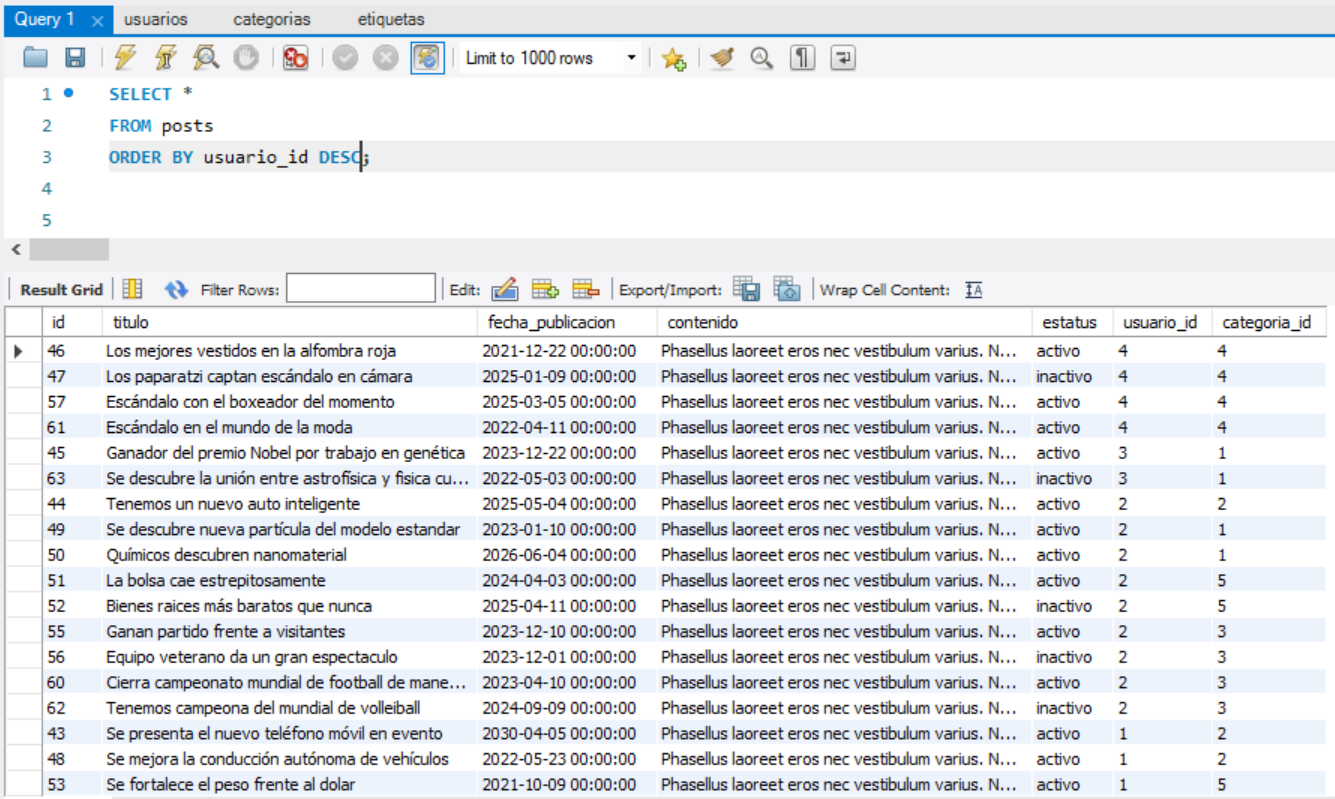 Query 1 usuarios categorias etiquetas
Limit to 1000 rows
1 SELECT *
2 FROM posts
3 ORDER BY usuario_id DESC;
4
5
Result Grid Filter Rows: Edit: Export/Import: Wrap Cell Content:
id titulo fecha_publicacion contenido estatus usuario_id categoria_id
46 Los mejores vestidos en la alfombra roja 2021-12-22 00:00:00 Phasellus laoreet eros nec vestibulum varius. N... activo 4 4
47 Los paparatzi captan escándalo en cámara 2025-01-09 00:00:00 Phasellus laoreet eros nec vestibulum varius. N... inactivo 4 4
57 Escándalo con el boxeador del momento 2025-03-05 00:00:00 Phasellus laoreet eros nec vestibulum varius. N... activo 4 4
61 Escándalo en el mundo de la moda 2022-04-11 00:00:00 Phasellus laoreet eros nec vestibulum varius. N... activo 4 4
45 Ganador del premio Nobel por trabajo en genética 2023-12-22 00:00:00 Phasellus laoreet eros nec vestibulum varius. N... activo 3 1
63 Se descubre la unión entre astrofísica y fisica cu... 2022-05-03 00:00:00 Phasellus laoreet eros nec vestibulum varius. N... inactivo 3 1
44 Tenemos un nuevo auto inteligente 2025-05-04 00:00:00 Phasellus laoreet eros nec vestibulum varius. N... activo 2 2
49 Se descubre nueva partícula del modelo estandar 2023-01-10 00:00:00 Phasellus laoreet eros nec vestibulum varius. N... activo 2 1
50 Químicos descubren nanomaterial 2026-06-04 00:00:00 Phasellus laoreet eros nec vestibulum varius. N... activo 2 1
51 La bolsa cae estrepitosamente 2024-04-03 00:00:00 Phasellus laoreet eros nec vestibulum varius. N... activo 2 5
52 Bienes raices más baratos que nunca 2025-04-11 00:00:00 Phasellus laoreet eros nec vestibulum varius. N... inactivo 2 5
55 Ganan partido frente a visitantes 2023-12-10 00:00:00 Phasellus laoreet eros nec vestibulum varius. N... activo 2 3
56 Equipo veterano da un gran espectaculo 2023-12-01 00:00:00 Phasellus laoreet eros nec vestibulum varius. N... inactivo 2 3
60 Cierra campeonato mundial de football de mane... 2023-04-10 00:00:00 Phasellus laoreet eros nec vestibulum varius. N... activo 2 3
62 Tenemos campeona del mundial de volleiball 2024-09-09 00:00:00 Phasellus laoreet eros nec vestibulum varius. N... inactivo 2 3
43 Se presenta el nuevo teléfono móvil en evento 2030-04-05 00:00:00 Phasellus laoreet eros nec vestibulum varius. N... activo 1 2
48 Se mejora la conducción autónoma de vehículos 2022-05-23 00:00:00 Phasellus laoreet eros nec vestibulum varius. N... activo 1 2
53 Se fortalece el peso frente al dolar 2021-10-09 00:00:00 Phasellus laoreet eros nec vestibulum varius. N... activo 1 5